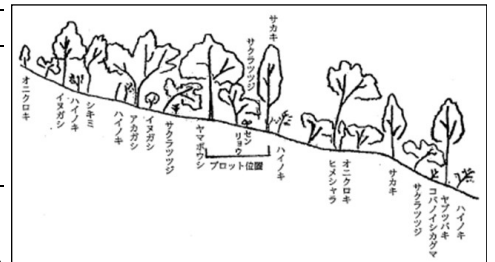 オニクロキ
イヌガシ
ハイノキ
シキミ
ハイノキ
アカガシ
イヌガシ
サクラツツジ
ヤマボウシ
サクラツツジ
センリョウ
サカキ
プロット位置
ハイノキ
ヒメシャラ
オニクロキ
サカキ
サクラツツジ
コバノイシカグマ
ヤブツバキ
ハイノキ